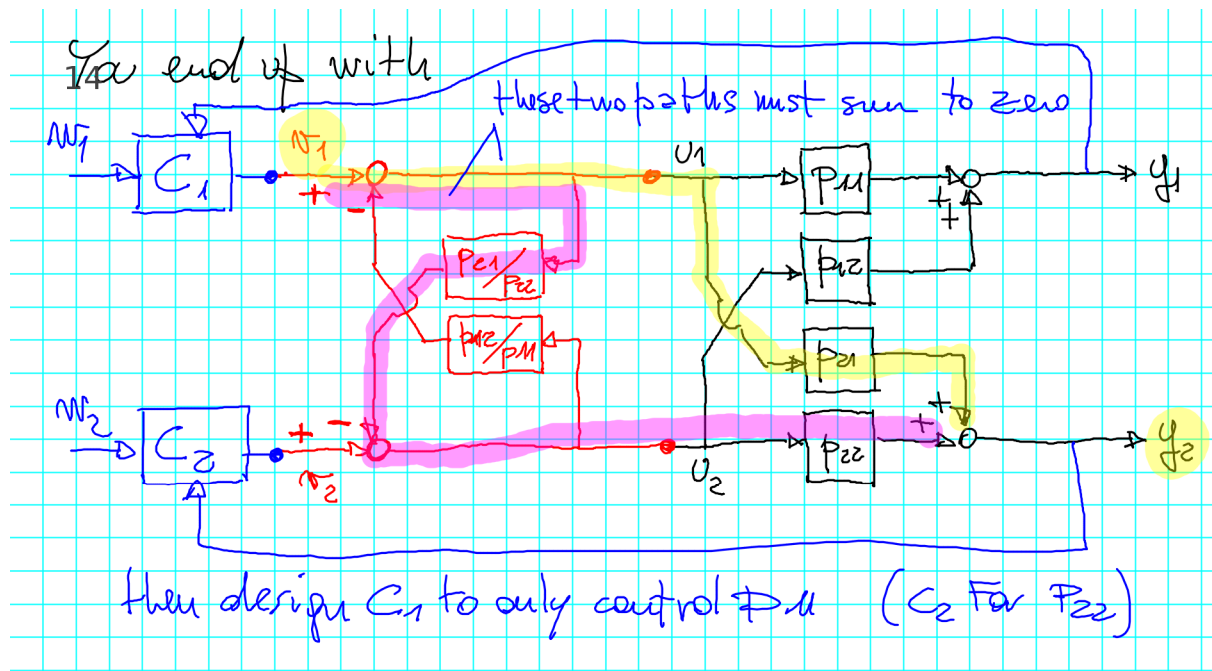 You end up with
14
these two paths must sum to zero
w1
C1
v1
+
-
U1
p11
+
+
y1
p21/p22
p12
p12/p11
p21
w2
C2
+
-
v2
U2
p22
+
+
y2
then design C1 to only control p11 (C2 For P22)